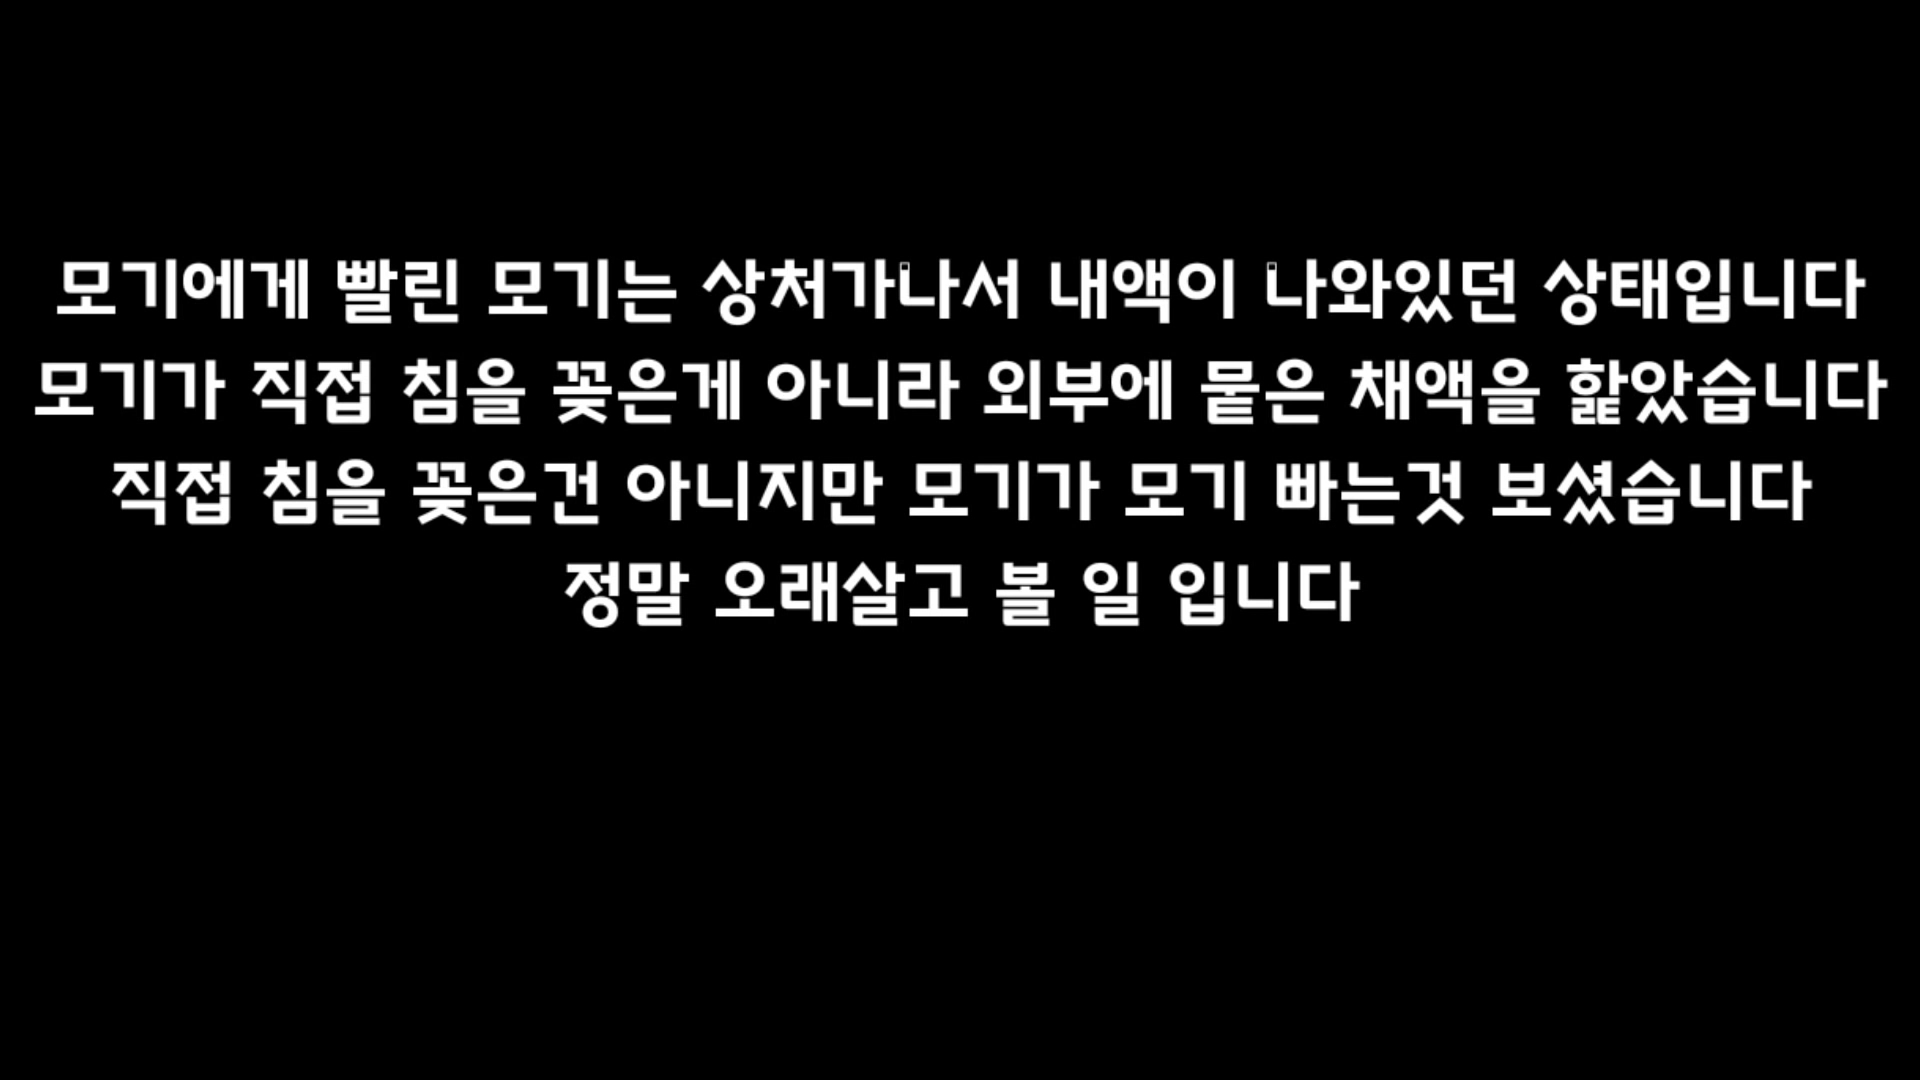 모기에게 빨린 모기는 상처가나서 내액이 나와있던 상태입니다
모기가 직접 침을 꽂은게 아니라 외부에 뭍은 채액을 핥았습니다
직접 침을 꽂은건 아니지만 모기가 모기 빠는것 보셨습니다
정말 오래살고 볼 일 입니다